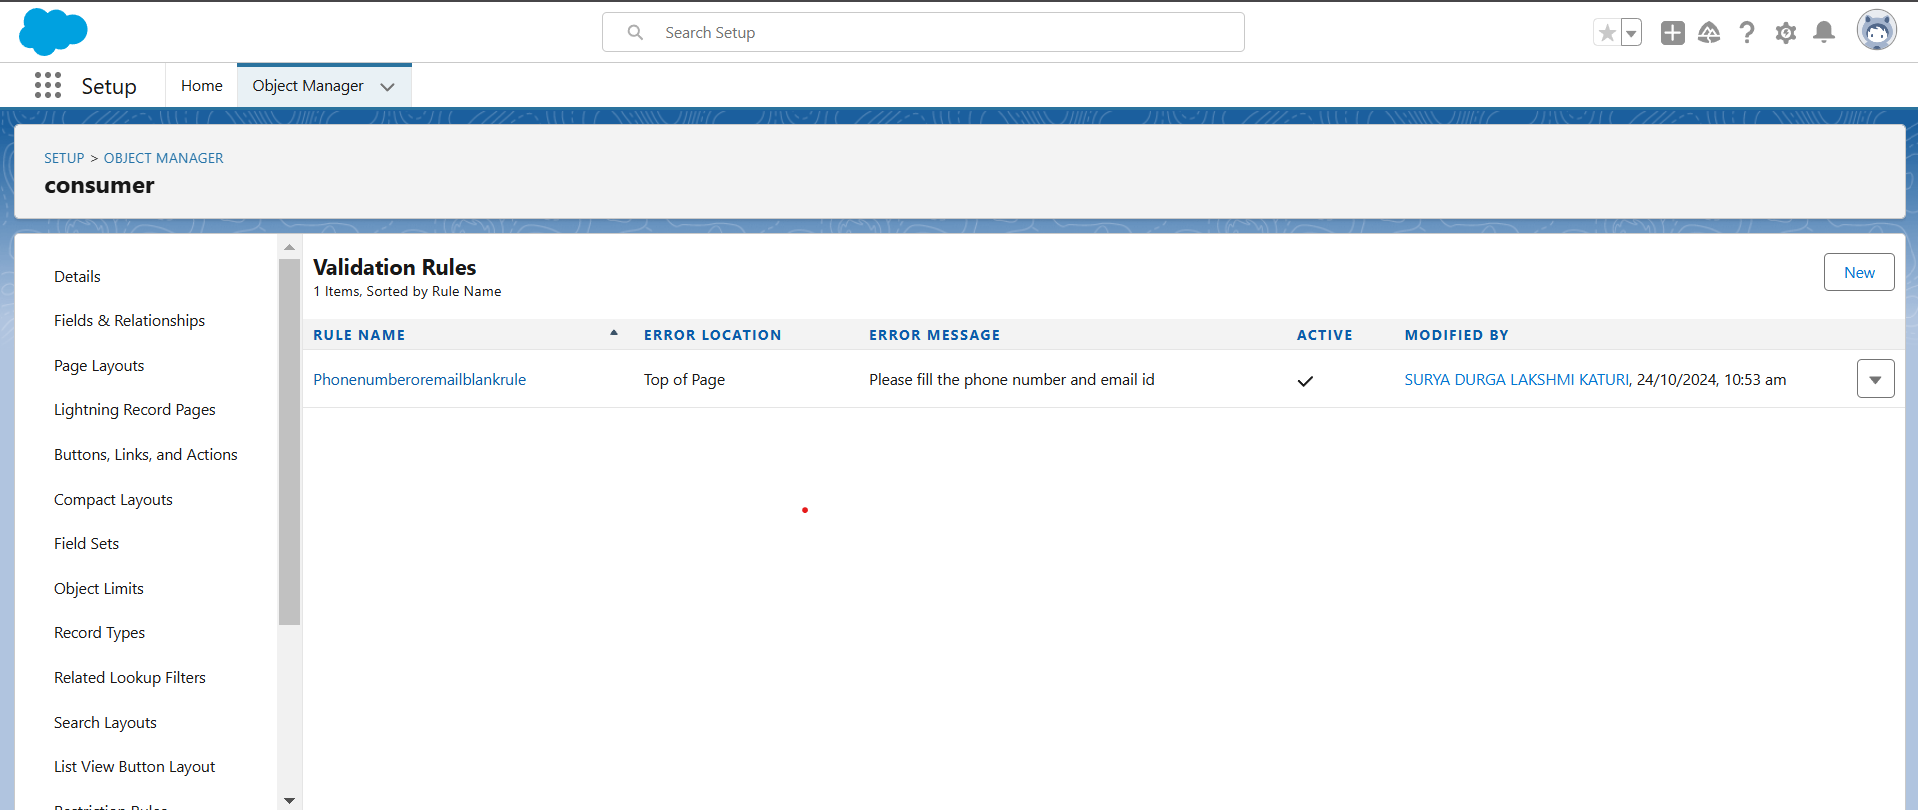 Search Setup
Setup
Home
Object Manager
SETUP > OBJECT MANAGER
consumer
Details
Fields & Relationships
Page Layouts
Lightning Record Pages
Buttons, Links, and Actions
Compact Layouts
Field Sets
Object Limits
Record Types
Related Lookup Filters
Search Layouts
List View Button Layout
Restriction Rules
Validation Rules
1 Items, Sorted by Rule Name
New
RULE NAME ERROR LOCATION ERROR MESSAGE ACTIVE MODIFIED BY
Phonenumberoremailblankrule Top of Page Please fill the phone number and email id SURYA DURGA LAKSHMI KATURI, 24/10/2024, 10:53 am